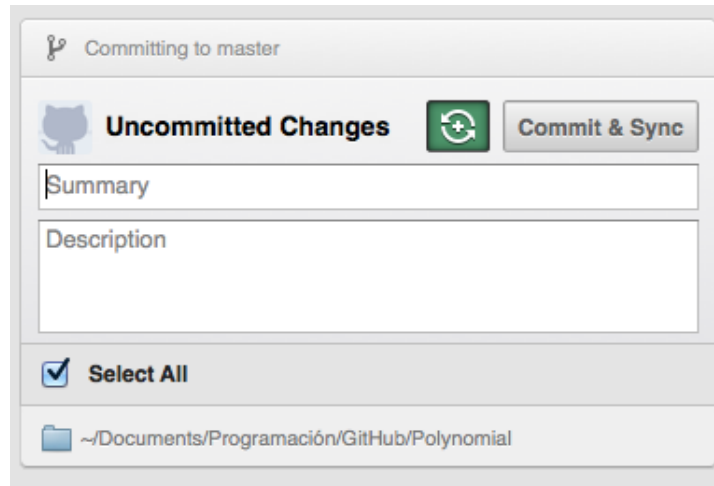 Committing to master
Uncommitted Changes
Commit & Sync
Summary
Description
Select All
~/Documents/Programación/GitHub/Polynomial